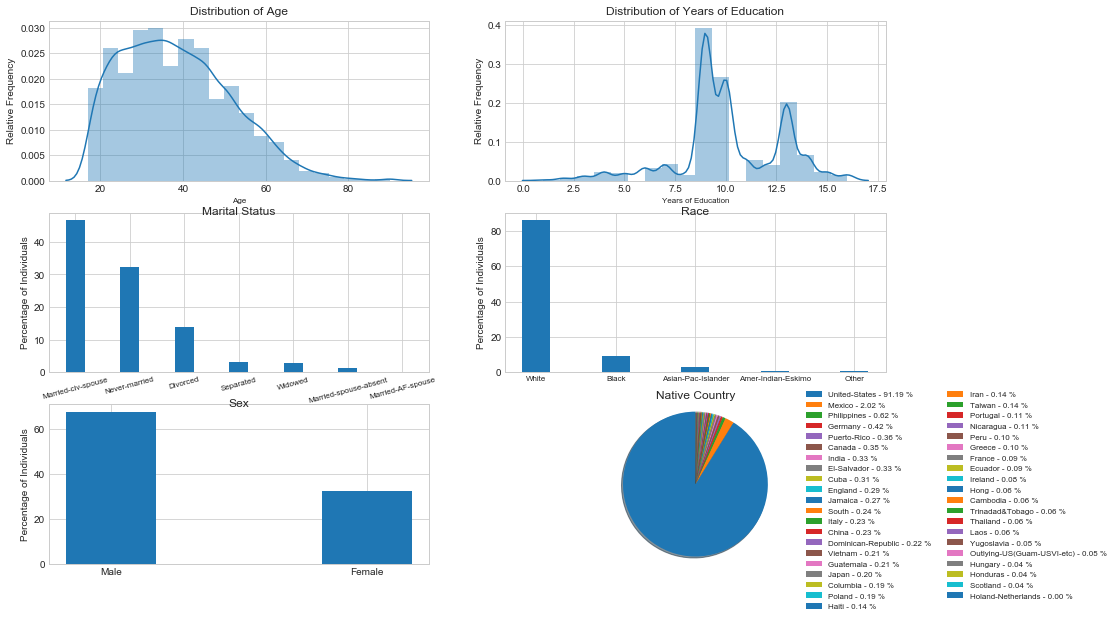 Distribution of Age
0.030
0.025
0.020
0.015
0.010
0.005
0.000
Relative Frequency
20
40
60
80
Age
Distribution of Years of Education
0.4
0.3
0.2
0.1
0.0
Relative Frequency
0.0
2.5
5.0
7.5
10.0
12.5
15.0
17.5
Years of Education
Marital Status
40
30
20
10
0
Percentage of Individuals
Married-civ-spouse
Never-married
Divorced
Separated
Widowed
Married-spouse-absent
Married-AF-spouse
Race
80
60
40
20
0
Percentage of Individuals
White
Black
Asian-Pac-Islander
Amer-Indian-Eskimo
Other
Sex
60
40
20
0
Percentage of Individuals
Male
Female
Native Country
United-States - 91.19 %
Mexico - 2.02 %
Philippines - 0.62 %
Germany - 0.42 %
Puerto-Rico - 0.36 %
Canada - 0.35 %
India - 0.33 %
El-Salvador - 0.33 %
Cuba - 0.31 %
England - 0.29 %
Jamaica - 0.27 %
South - 0.24 %
Italy - 0.23 %
China - 0.23 %
Dominican-Republic - 0.22 %
Vietnam - 0.21 %
Guatemala - 0.21 %
Japan - 0.20 %
Columbia - 0.19 %
Poland - 0.19 %
Haiti - 0.14 %
Iran - 0.14 %
Taiwan - 0.14 %
Portugal - 0.11 %
Nicaragua - 0.11 %
Peru - 0.10 %
Greece - 0.10 %
France - 0.09 %
Ecuador - 0.09 %
Ireland - 0.08 %
Hong - 0.06 %
Cambodia - 0.06 %
Trinadad&Tobago - 0.06 %
Thailand - 0.06 %
Laos - 0.06 %
Yugoslavia - 0.05 %
Outlying-US(Guam-USVI-etc) - 0.05 %
Hungary - 0.04 %
Honduras - 0.04 %
Scotland - 0.04 %
Holand-Netherlands - 0.00 %